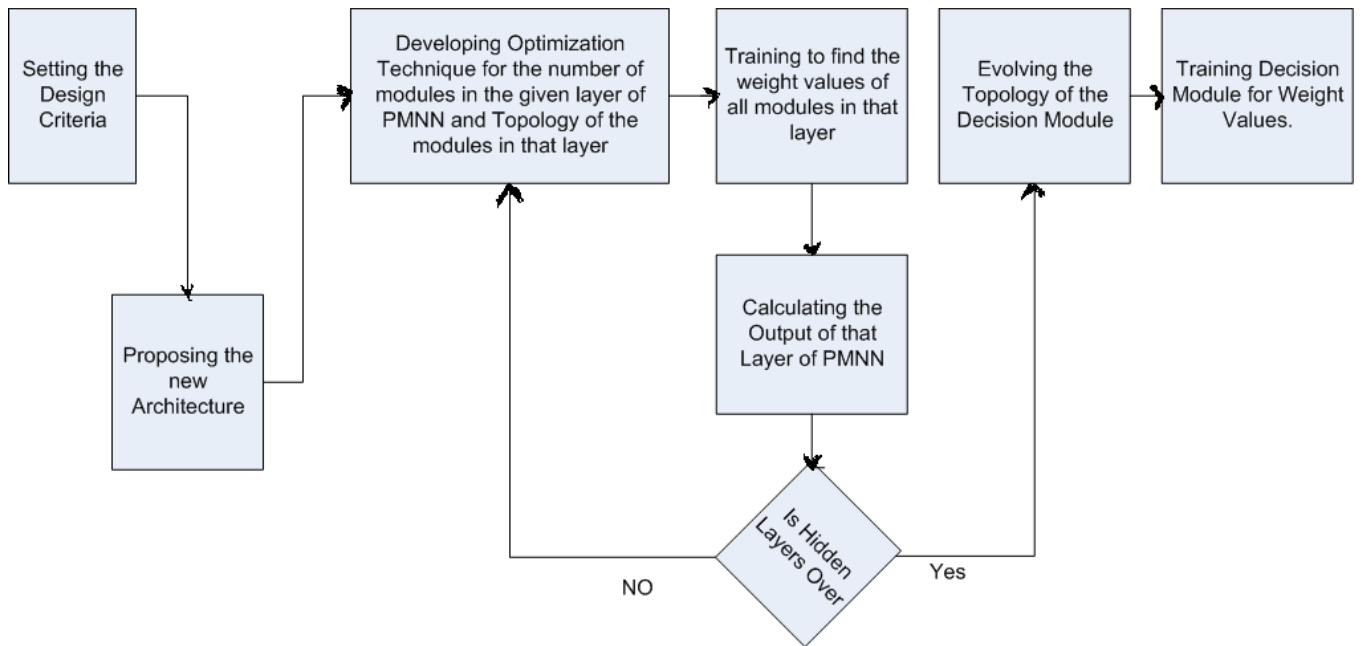 Setting the
Design
Criteria
Proposing the
new
Architecture
Developing Optimization
Technique for the number of
modules in the given layer of
PMNN and Topology of the
modules in that layer
Training to find the
weight values of
all modules in that
layer
Calculating the
Output of that
Layer of PMNN
Is Hidden
Layers Over
NO
Yes
Evolving the
Topology of the
Decision Module
Training Decision
Module for Weight
Values.